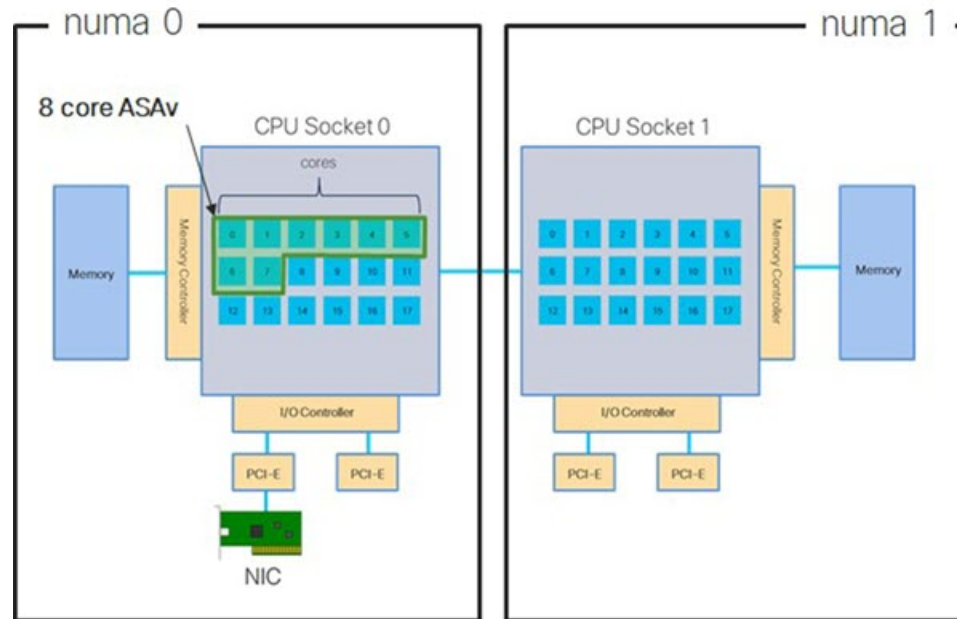 numa 0
numa 1
8 core ASAv
CPU Socket 0
CPU Socket 1
cores
Memory
Memory Controller
0 1 2 3 4 5
6 7 8 9 10 11
12 13 14 15 16 17
0 1 2 3 4 5
6 7 8 9 10 11
12 13 14 15 16 17
Memory Controller
Memory
I/O Controller
I/O Controller
PCI-E
PCI-E
PCI-E
PCI-E
NIC